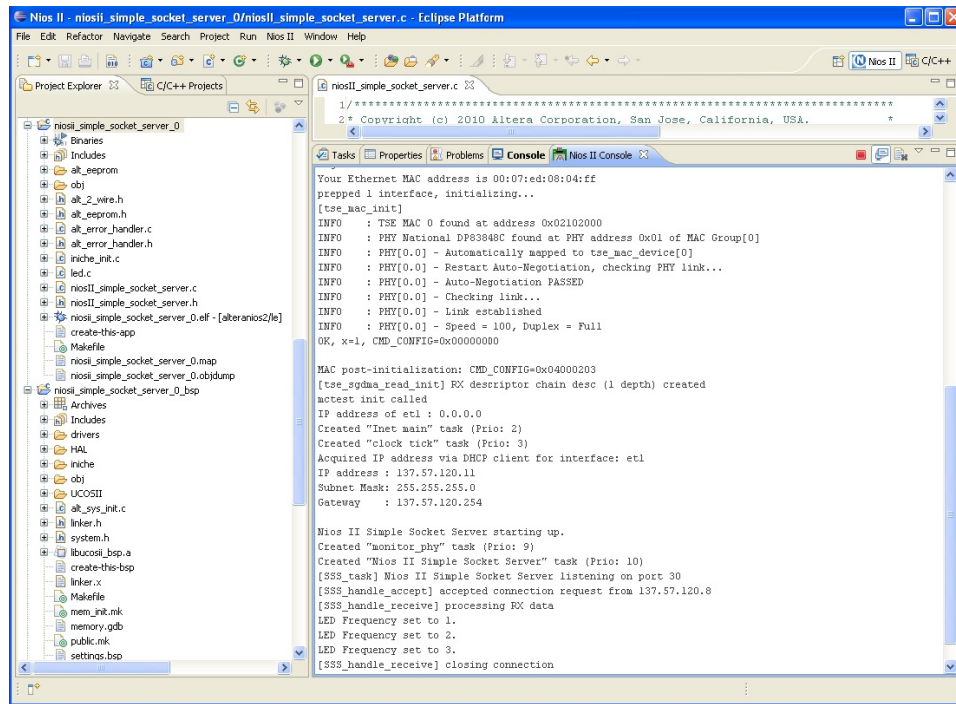 Nios II - niosii_simple_socket_server_0/niosII_simple_socket_server.c - Eclipse Platform
File Edit Refactor Navigate Search Project Run Nios II Window Help
Nios II C/C++
Project Explorer C/C++ Projects
niosii_simple_socket_server_0
Binaries
Includes
alt_eeprom
obj
alt_2_wire.h
alt_eeprom.h
alt_error_handler.c
alt_error_handler.h
iniche_init.c
led.c
niosII_simple_socket_server.c
niosII_simple_socket_server.h
niosii_simple_socket_server_0.elf - [alteranios2/le]
create-this-app
Makefile
niosii_simple_socket_server_0.map
niosii_simple_socket_server_0.objdump
niosii_simple_socket_server_0_bsp
Archives
Includes
drivers
HAL
iniche
obj
UCOSII
alt_sys_init.c
linker.h
system.h
libucosii_bsp.a
create-this-bsp
linker.x
Makefile
mem_init.mk
memory.gdb
public.mk
settings.bsp
niosII_simple_socket_server.c
1/******************************************************************************
2* Copyright (c) 2010 Altera Corporation, San Jose, California, USA. *
Tasks Properties Problems Console Nios II Console
Your Ethernet MAC address is 00:07:ed:08:04:ff
prepped 1 interface, initializing...
[tse_mac_init]
INFO : TSE MAC 0 found at address 0x02102000
INFO : PHY National DP83848C found at PHY address 0x01 of MAC Group[0]
INFO : PHY[0.0] - Automatically mapped to tse_mac_device[0]
INFO : PHY[0.0] - Restart Auto-Negotiation, checking PHY link...
INFO : PHY[0.0] - Auto-Negotiation PASSED
INFO : PHY[0.0] - Checking link...
INFO : PHY[0.0] - Link established
INFO : PHY[0.0] - Speed = 100, Duplex = Full
OK, x=1, CMD_CONFIG=0x00000000
MAC post-initialization: CMD_CONFIG=0x04000203
[tse_sgdma_read_init] RX descriptor chain desc (1 depth) created
mctest init called
IP address of et1 : 0.0.0.0
Created "Inet main" task (Prio: 2)
Created "clock tick" task (Prio: 3)
Acquired IP address via DHCP client for interface: et1
IP address : 137.57.120.11
Subnet Mask: 255.255.255.0
Gateway : 137.57.120.254
Nios II Simple Socket Server starting up.
Created "monitor_phy" task (Prio: 9)
Created "Nios II Simple Socket Server" task (Prio: 10)
[SSS_task] Nios II Simple Socket Server listening on port 30
[SSS_handle_accept] accepted connection request from 137.57.120.8
[SSS_handle_receive] processing RX data
LED Frequency set to 1.
LED Frequency set to 2.
LED Frequency set to 3.
[SSS_handle_receive] closing connection